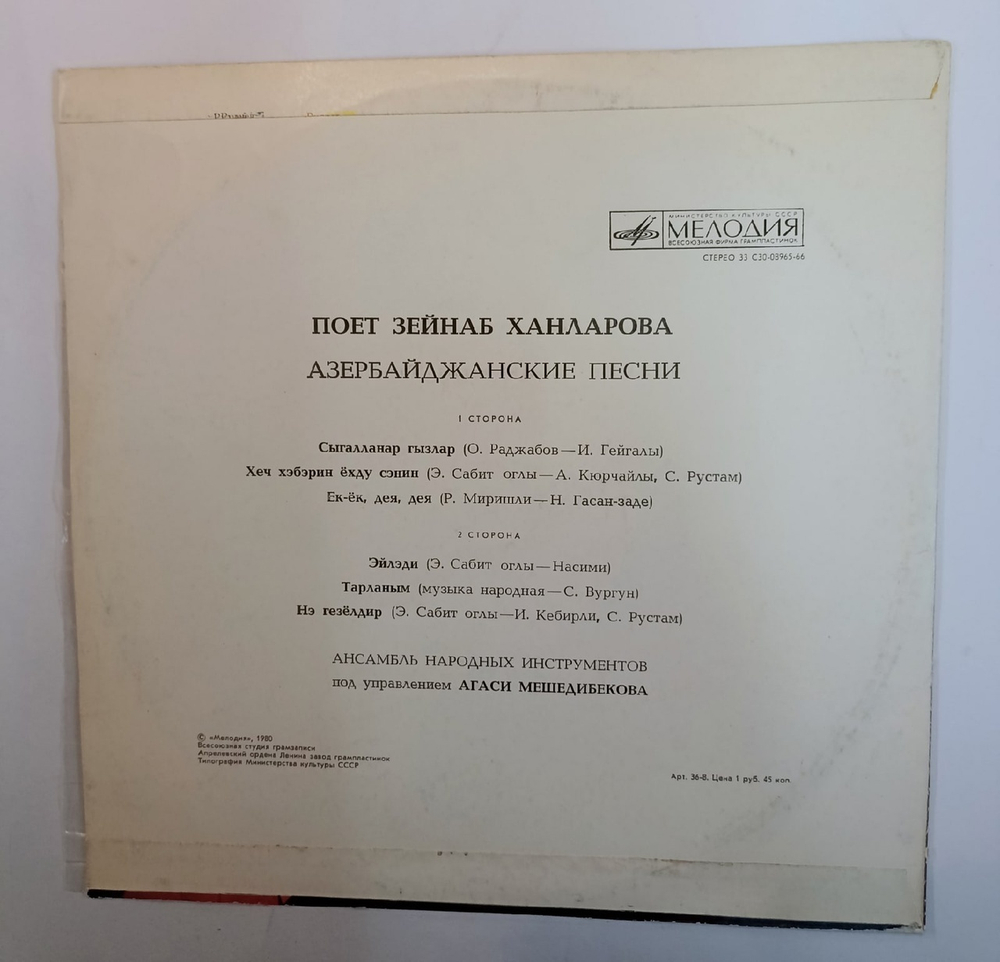 МИНИСТЕРСТВО КУЛЬТУРЫ СССР
МЕЛОДИЯ
ВСЕСОЮЗНАЯ ФИРМА ГРАМПЛАСТИНОК
СТЕРЕО 33 С30-08965-66
ПОЕТ ЗЕЙНАБ ХАНЛАРОВА
АЗЕРБАЙДЖАНСКИЕ ПЕСНИ
1 СТОРОНА
Сыгалланар гызлар (О. Раджабов — И. Гейгалы)
Хеч хэбэрин ёхду сэнин (Э. Сабит оглы — А. Кюрчайлы, С. Рустам)
Ек-ёк, дея, дея (Р. Миришли — Н. Гасан-заде)
2 СТОРОНА
Эйлэди (Э. Сабит оглы — Насими)
Тарланым (музыка народная — С. Вургун)
Нэ гезёлдир (Э. Сабит оглы — И. Кебирли, С. Рустам)
АНСАМБЛЬ НАРОДНЫХ ИНСТРУМЕНТОВ
под управлением АГАСИ МЕШЕДИБЕКОВА
© «Мелодия», 1980
Всесоюзная студия грамзаписи
Апрелевский ордена Ленина завод грампластинок
Типография Министерства культуры СССР
Арт. 36-8. Цена 1 руб. 45 коп.